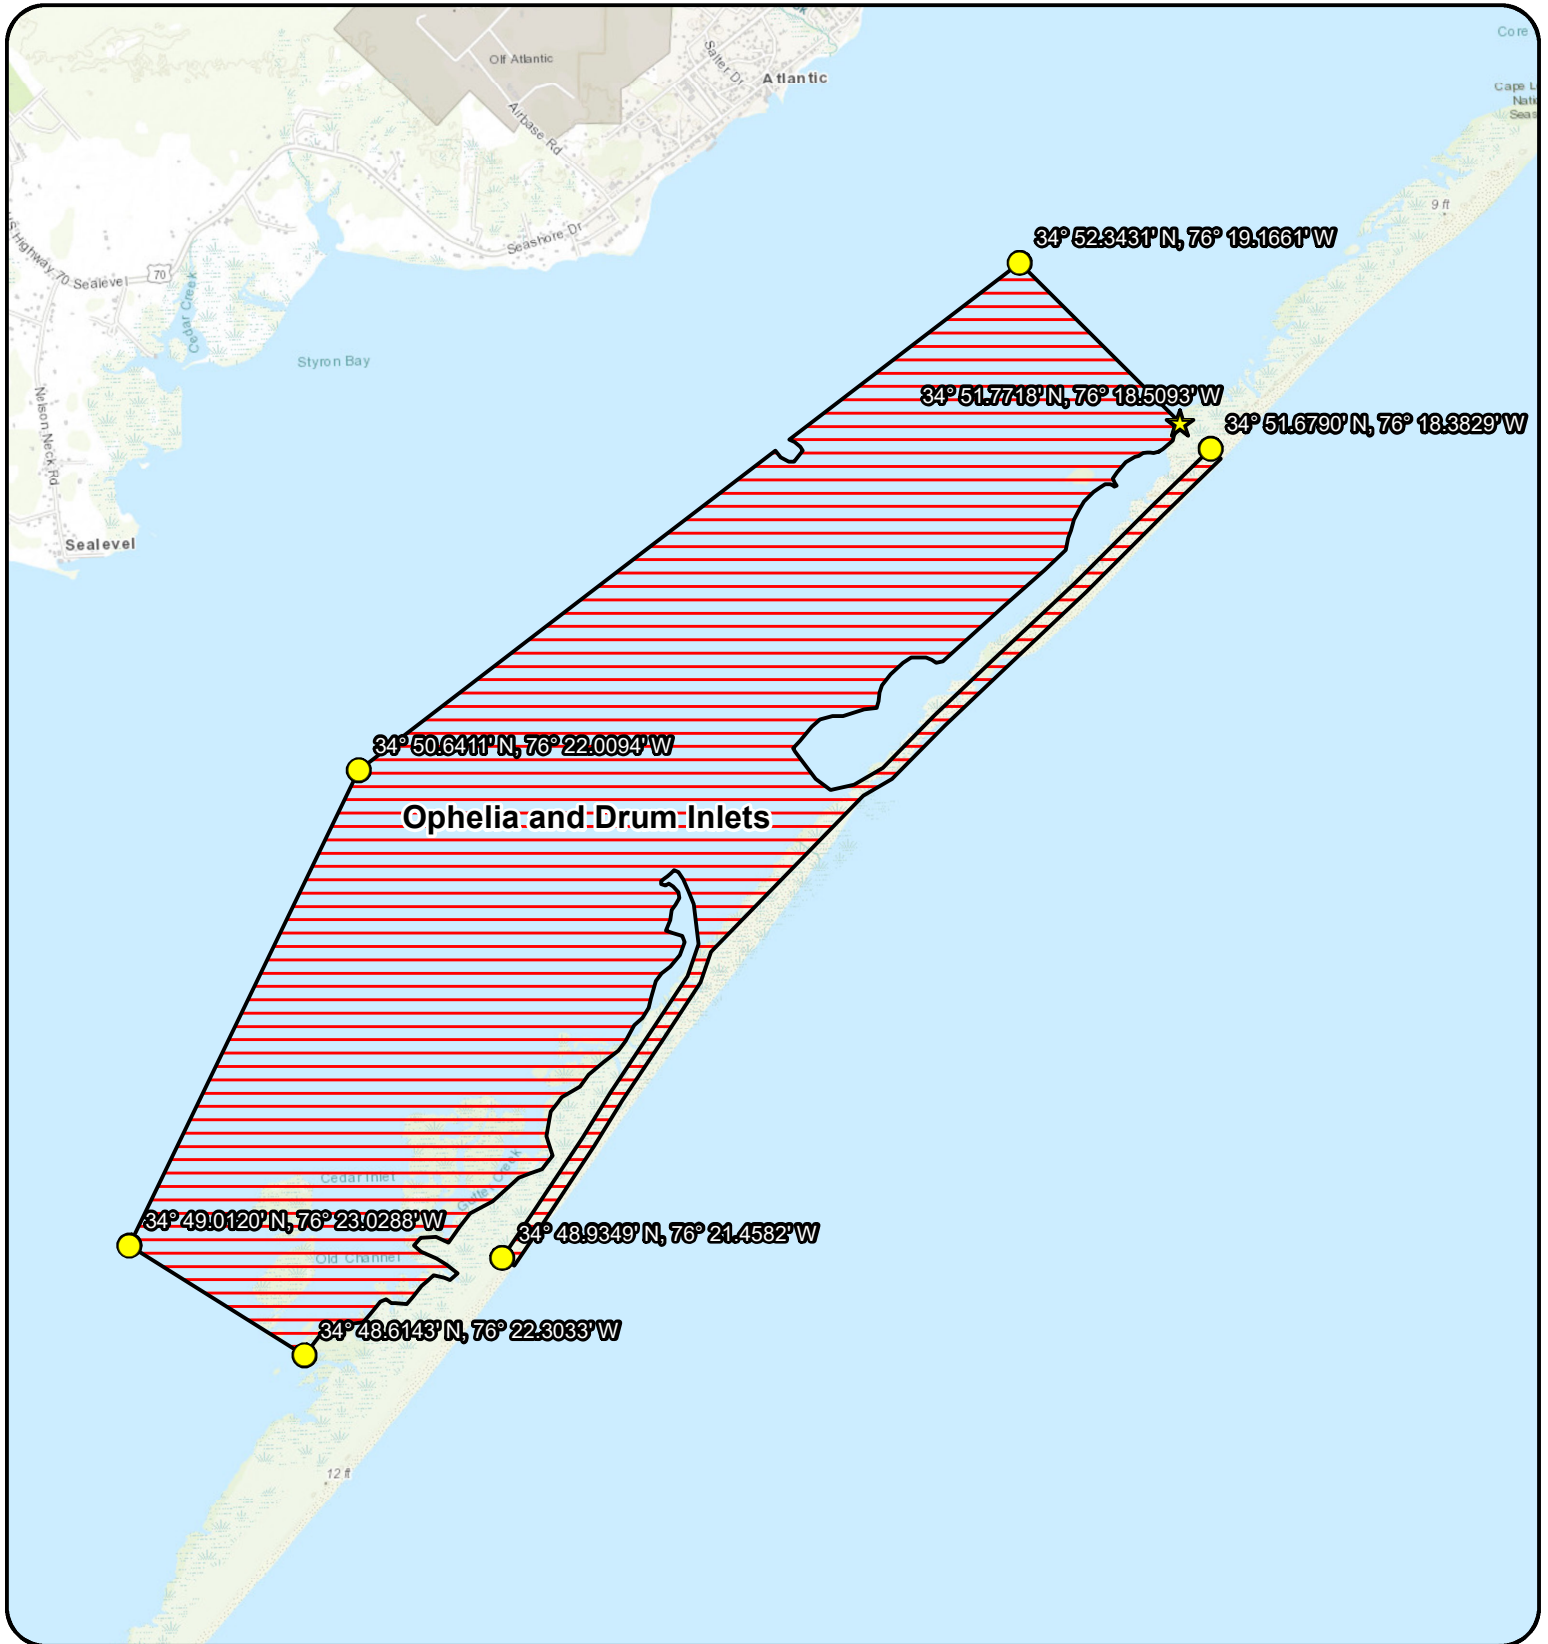 Core
Olf Atlantic
Salter Dr
Atlantic
Airbase Rd
9 ft
Seashore Dr
US Highway 70
Sealevel
70
Cedar Creek
Styron Bay
Nelson Neck Rd
Sealevel
34° 52.3431' N, 76° 19.1661' W
34° 51.7718' N, 76° 18.5093' W
34° 51.6790' N, 76° 18.3829' W
34° 50.6411' N, 76° 22.0094' W
Ophelia and Drum Inlets
Cedar Inlet
34° 49.0120' N, 76° 23.0288' W
34° 48.9349' N, 76° 21.4582' W
Old Channel
34° 48.6143' N, 76° 22.3033' W
12 ft